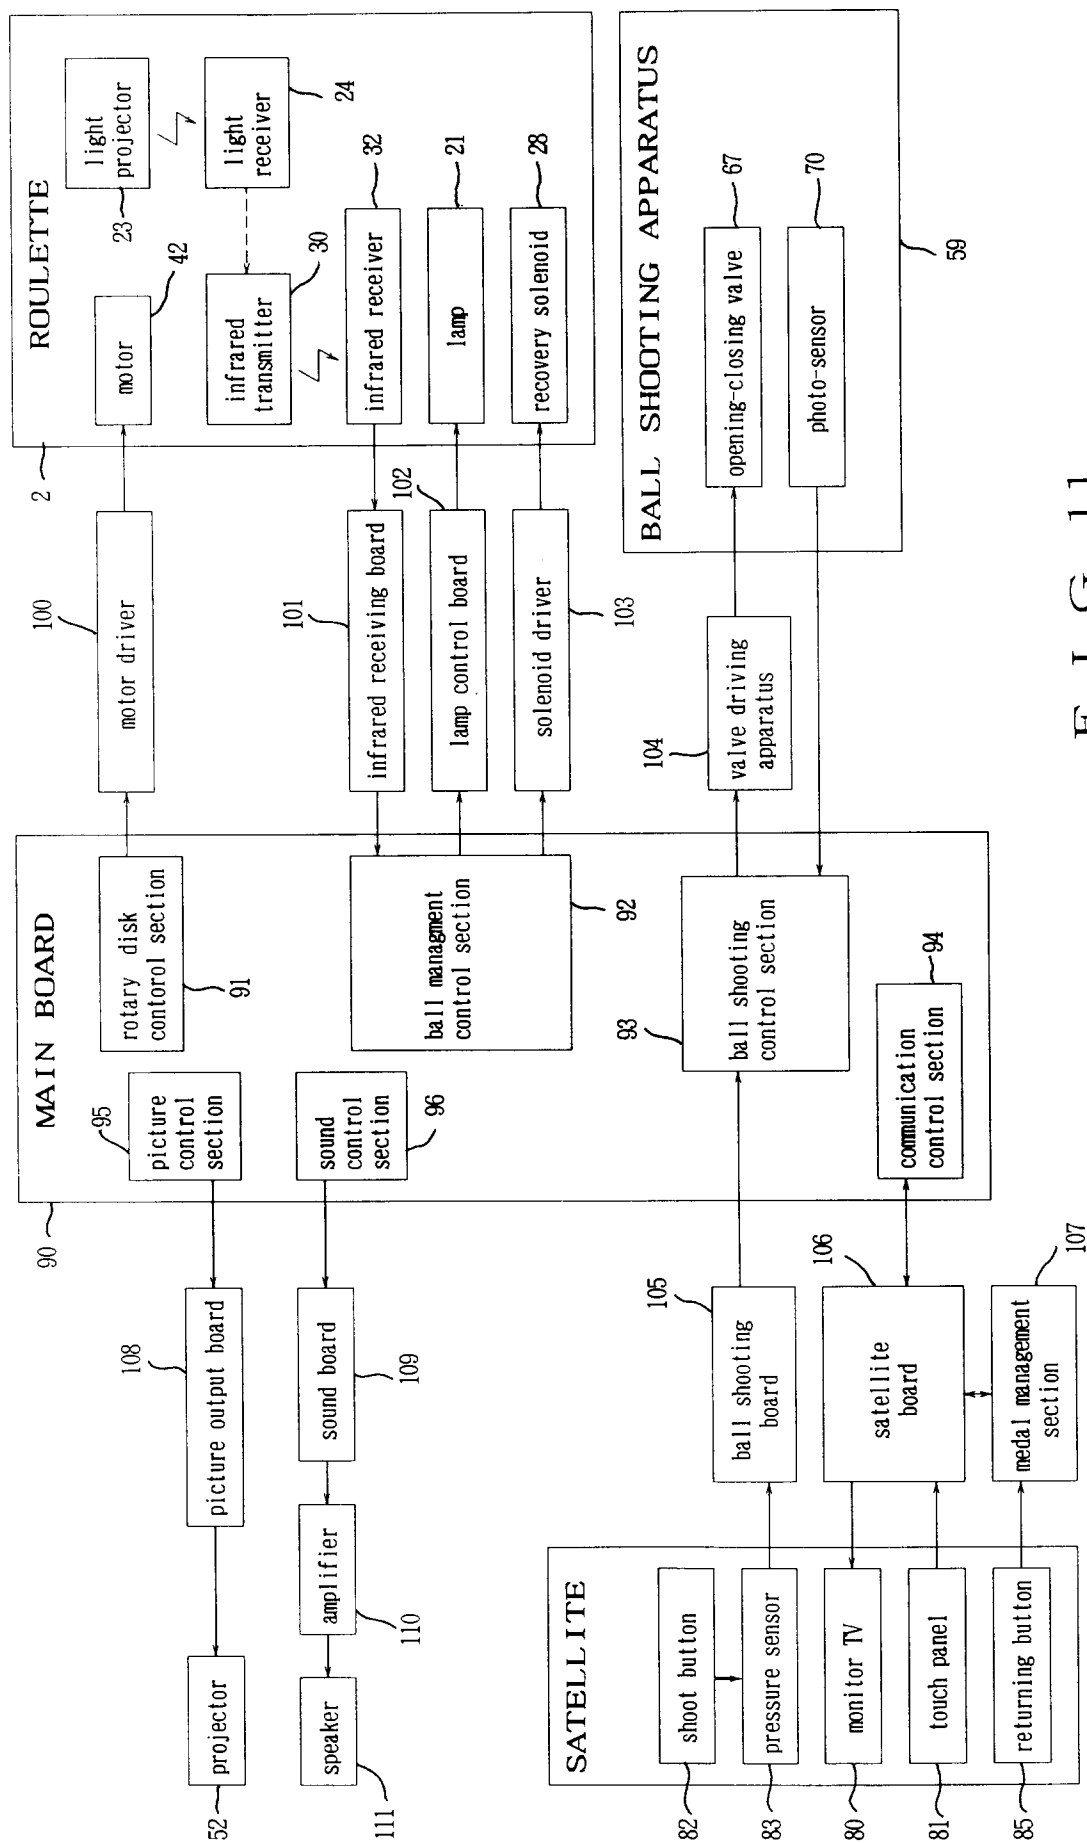 ROULETTE
light
projector
23
light
receiver
24
motor
42
infrared
transmitter
30
infrared receiver
32
lamp
21
recovery solenoid
28
2
BALL SHOOTING APPARATUS
opening-closing valve
67
photo-sensor
70
59
motor driver
100
infrared receiving board
101
lamp control board
102
solenoid driver
103
valve driving
apparatus
104
MAIN BOARD
90
rotary disk
contorol section
91
ball managment
control section
92
ball shooting
control section
93
communication
control section
94
picture
control
section
95
sound
control
section
96
picture output board
108
sound board
109
amplifier
110
speaker
111
projector
52
ball shooting
board
105
satellite
board
106
medal management
section
107
SATELLITE
shoot button
82
pressure sensor
83
monitor TV
80
touch panel
81
returning button
85
F I G 11